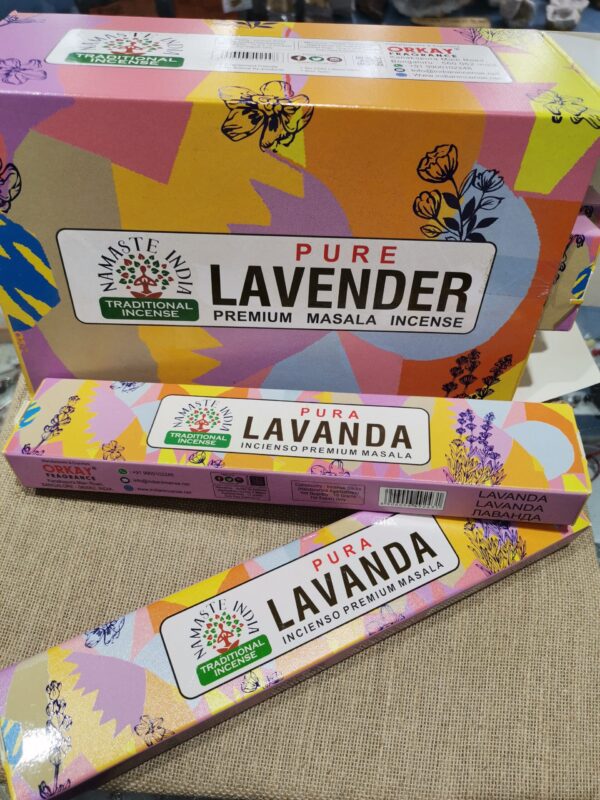 NAMASTE INDIA
TRADITIONAL
INCENSE
ORKAY
FRAGRANCE
NAMASTE INDIA
TRADITIONAL
INCENSE
PURE
LAVENDER
PREMIUM MASALA INCENSE
NAMASTE INDIA
TRADITIONAL
INCENSE
PURA
LAVANDA
INCIENSO PREMIUM MASALA
ORKAY
FRAGRANCE
LAVANDA
LAVANDA
ЛАВАНДА
PURA
LAVANDA
INCIENSO PREMIUM MASALA
NAMASTE INDIA
TRADITIONAL
INCENSE